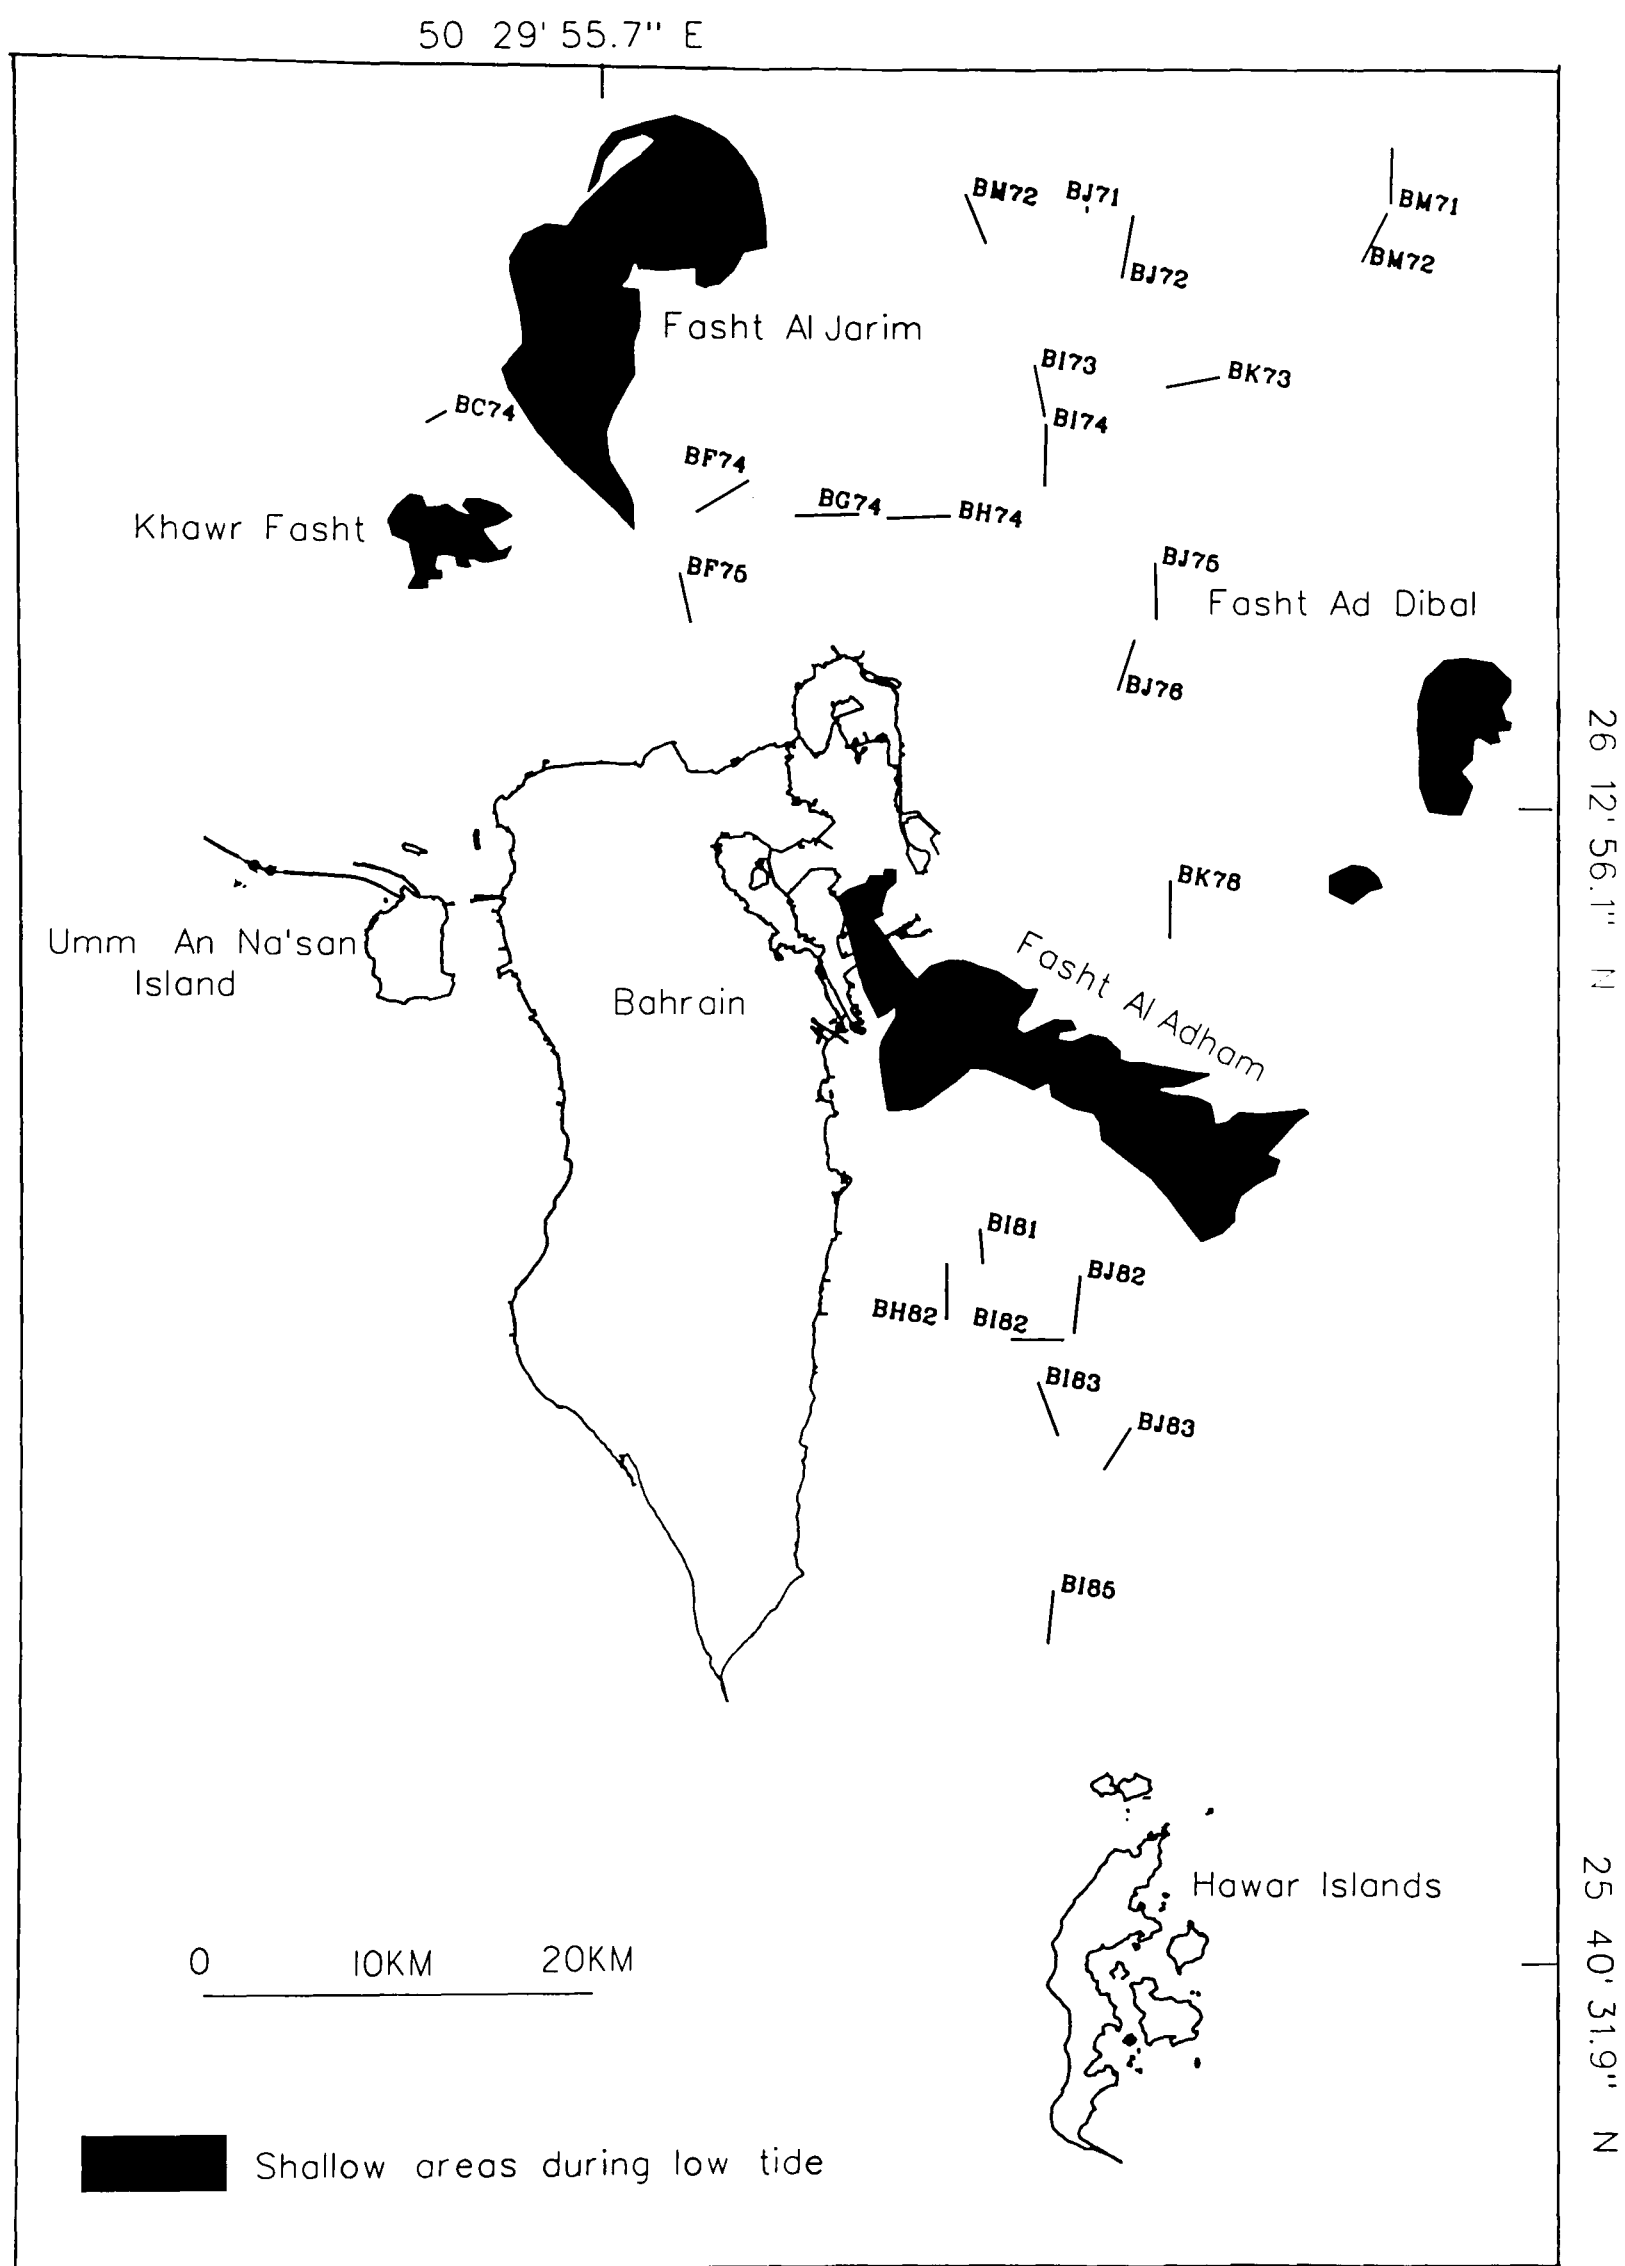 50 29' 55.7" E
BM72 BJ71
BM71
BM72
BJ72
Fasht Al Jarim
BI73
BK73
BC74
BI74
BF74
BG74
BH74
Khawr Fasht
BF75
BJ75
Fasht Ad Dibal
BJ76
26 12' 56.1" N
BK78
Umm An Na'san
Island
Bahrain
Fasht Al Adham
BI81
BJ82
BH82
BI82
BI83
BJ83
BI85
Hawar Islands
25 40' 31.9" N
0 10KM 20KM
Shallow areas during low tide